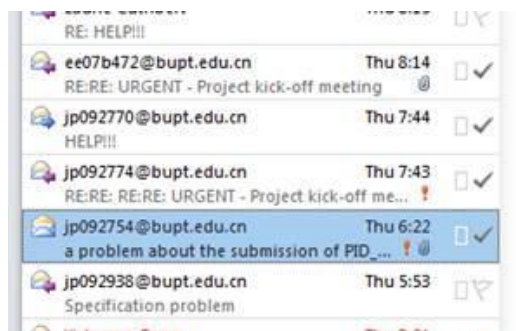 RE: HELP!!!
ee07b472@bupt.edu.cn Thu 8:14
RE:RE: URGENT - Project kick-off meeting
jp092770@bupt.edu.cn Thu 7:44
HELP!!!
jp092774@bupt.edu.cn Thu 7:43
RE:RE: RE:RE: URGENT - Project kick-off me...
jp092754@bupt.edu.cn Thu 6:22
a problem about the submission of PID_...
jp092938@bupt.edu.cn Thu 5:53
Specification problem